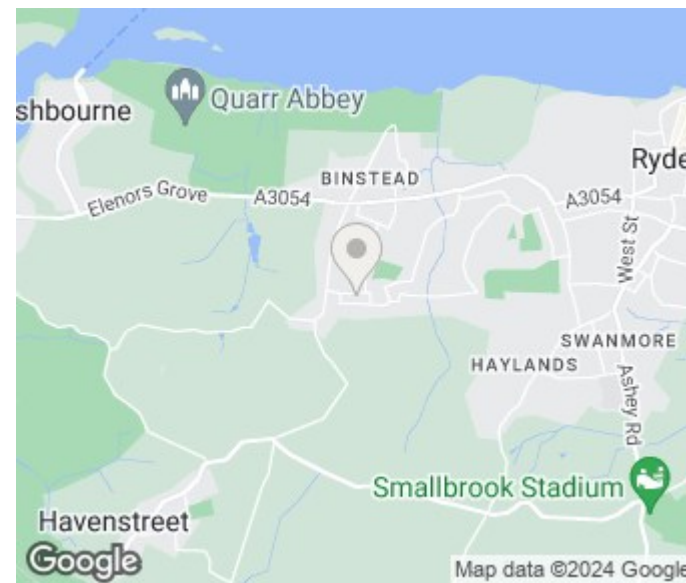 shbourne
Quarr Abbey
BINSTEAD
Ryde
Elenors Grove
A3054
A3054
West St
SWANMORE
HAYLANDS
Ashey Rd
Smallbrook Stadium
Havenstreet
Google
Map data ©2024 Google